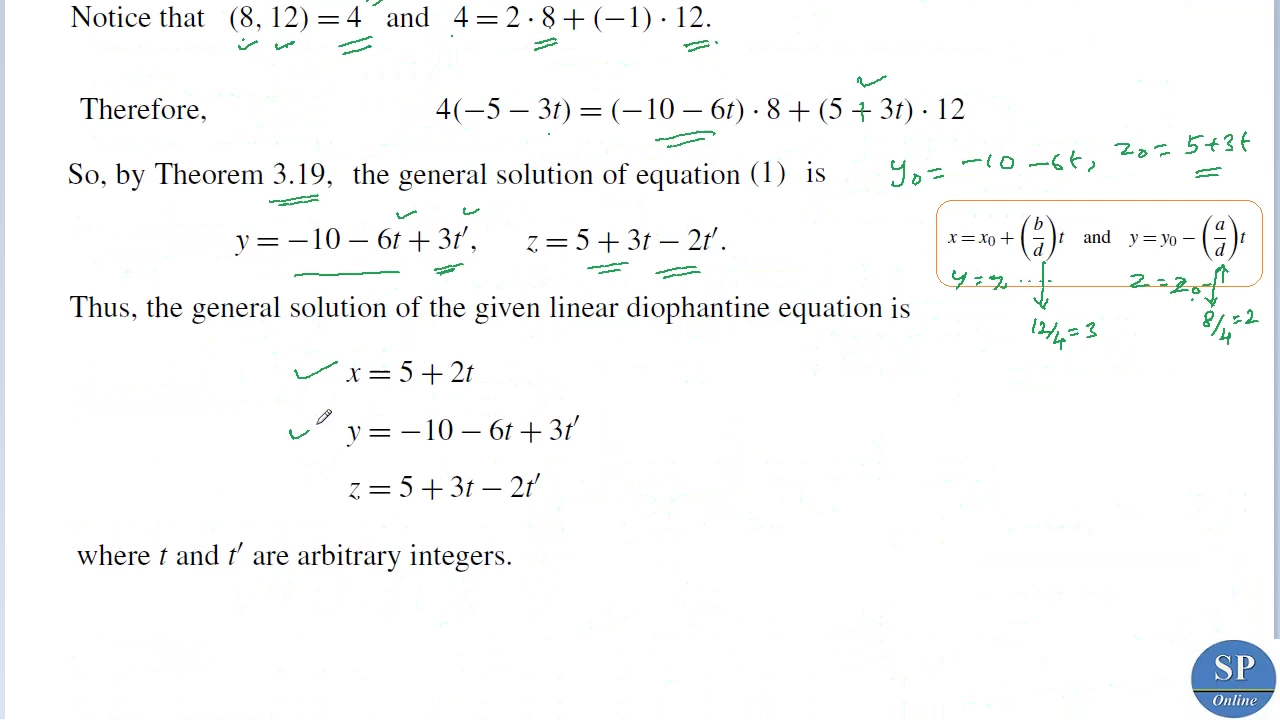 Notice that (8, 12) = 4 and 4 = 2 · 8 + (−1) · 12.
Therefore, 4(−5 − 3t) = (−10 − 6t) · 8 + (5 + 3t) · 12
y₀ = −10 − 6t, z₀ = 5+3t
So, by Theorem 3.19, the general solution of equation (1) is
y = −10 − 6t + 3t′, z = 5 + 3t − 2t′.
x = x₀ + (b/d)t and y = y₀ − (a/d)t
z = z₀ -
12/4 = 3
8/4 = 2
Thus, the general solution of the given linear diophantine equation is
x = 5 + 2t
y = −10 − 6t + 3t′
z = 5 + 3t − 2t′
where t and t′ are arbitrary integers.
SP
Online